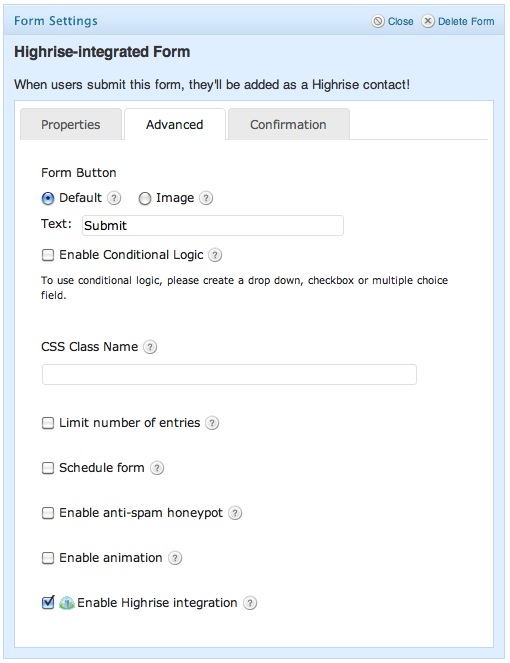 Form Settings Close Delete Form
Highrise-integrated Form
When users submit this form, they'll be added as a Highrise contact!
Properties Advanced Confirmation
Form Button
Default ? Image ?
Text: Submit
Enable Conditional Logic ?
To use conditional logic, please create a drop down, checkbox or multiple choice
field.
CSS Class Name ?
Limit number of entries ?
Schedule form ?
Enable anti-spam honeypot ?
Enable animation ?
Enable Highrise integration ?